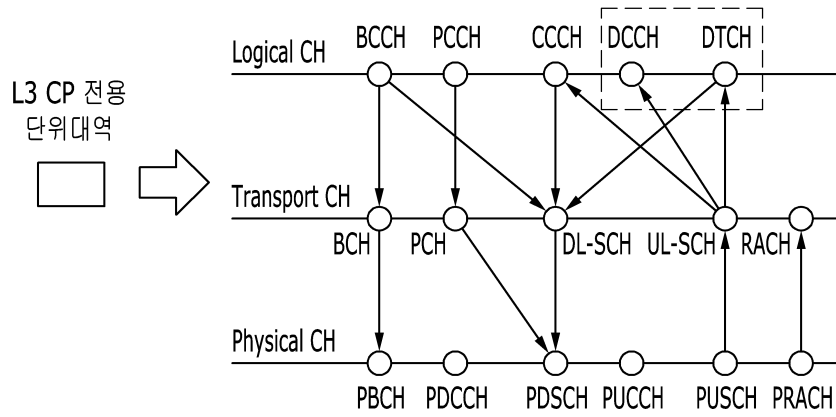 BCCH PCCH CCCH DCCH DTCH
Logical CH
L3 CP 전용
단위대역
Transport CH
BCH PCH DL-SCH UL-SCH RACH
Physical CH
PBCH PDCCH PDSCH PUCCH PUSCH PRACH